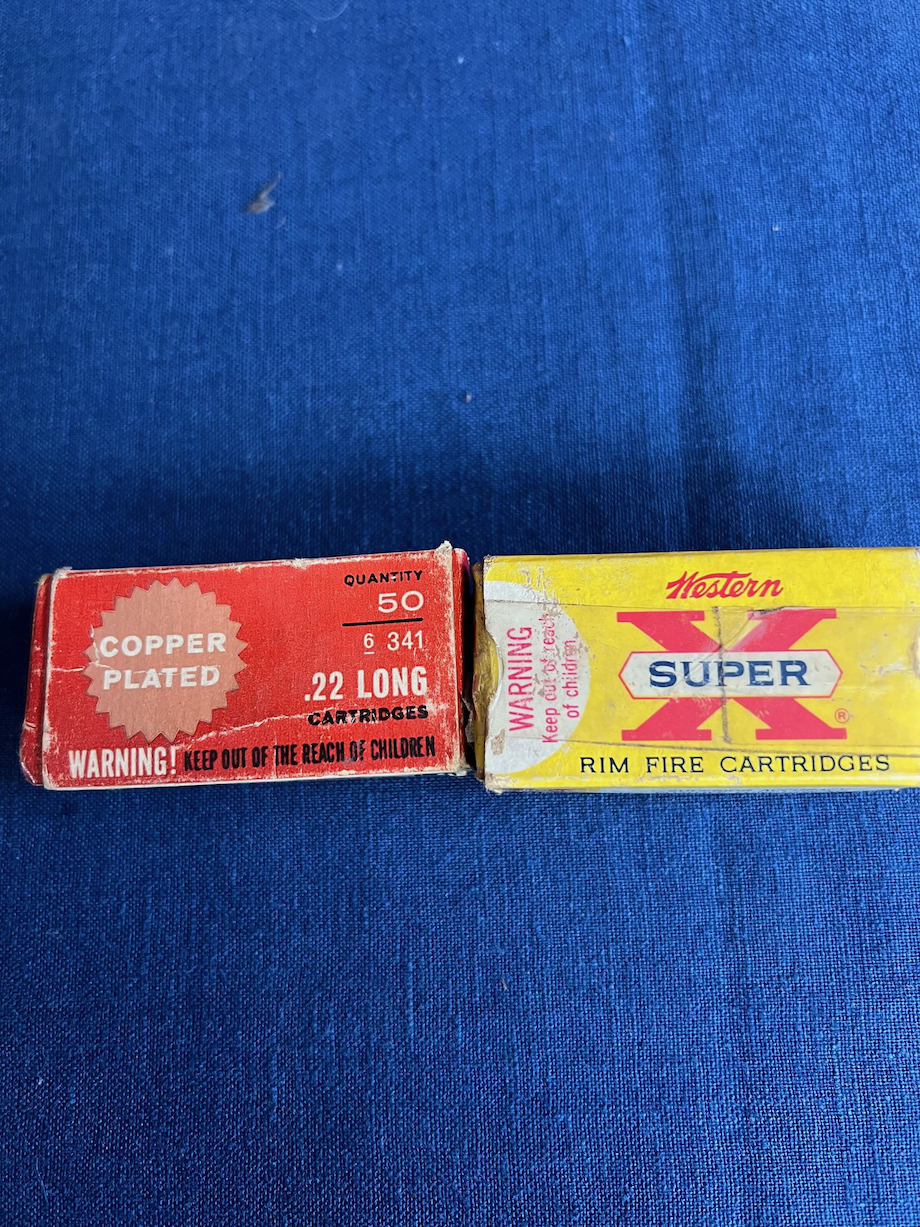 COPPER
PLATED
QUANTITY
50
6 341
.22 LONG
CARTRIDGES
WARNING! KEEP OUT OF THE REACH OF CHILDREN
WARNING
Keep out of reach
of children
Western
X
SUPER
®
RIM FIRE CARTRIDGES